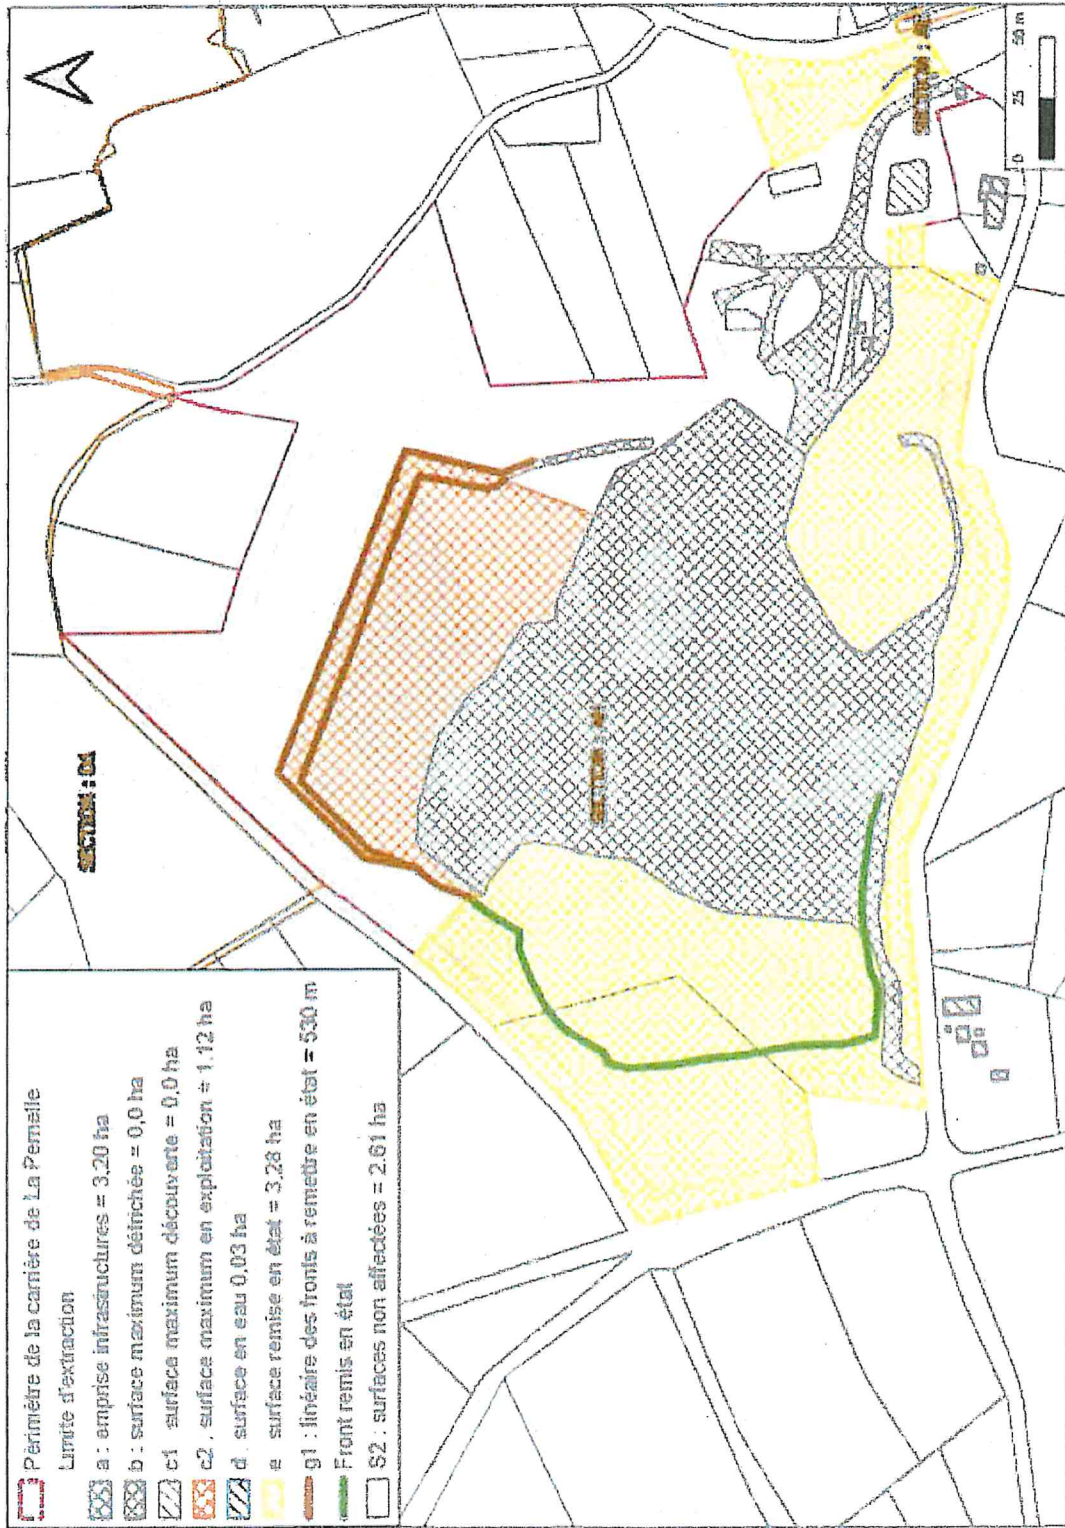 Périmètre de la carrière de La Pernelle
Limite d'extraction
a : emprise infrastructures = 3,20 ha
b : surface maximum défrichée = 0,0 ha
c1 surface maximum découverte = 0,0 ha
c2 . surface maximum en exploitation = 1,12 ha
d . surface en eau 0,03 ha
e surface remise en état = 3,28 ha
g1 : linéaire des fronts à remettre en état = 530 m
Front remis en état
S2 : surfaces non affectées = 2.61 ha
SECTION : 
SECTION : 
0 25 50 m